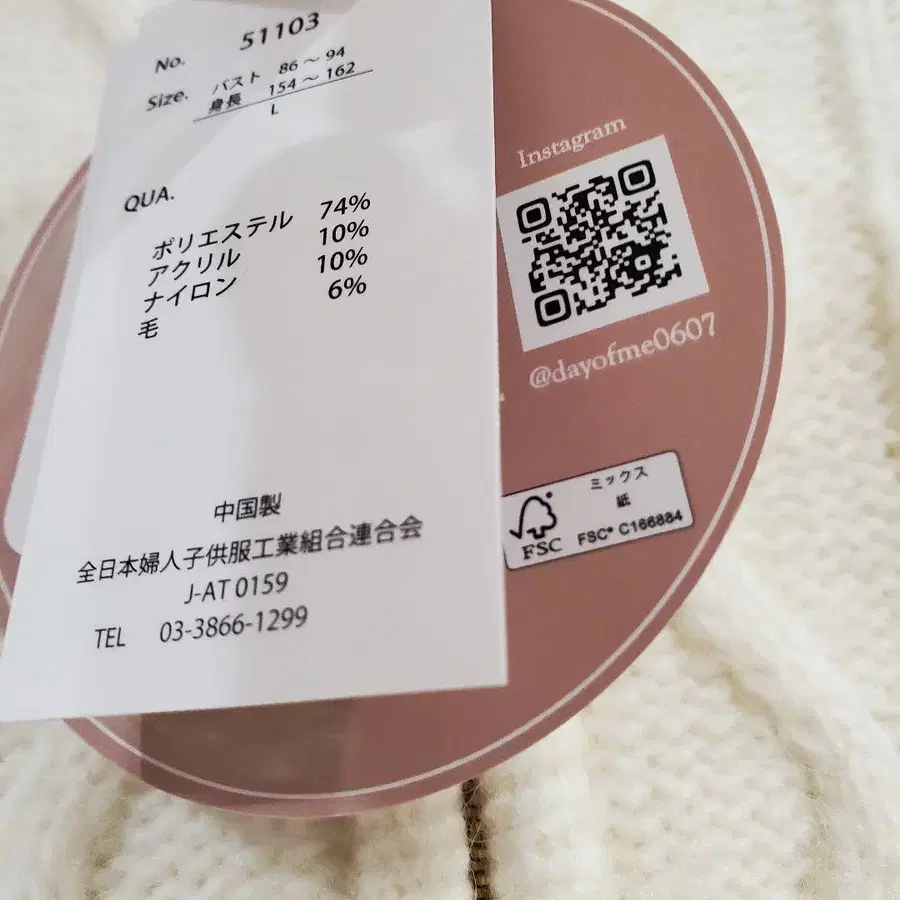 No. 51103
Size. バスト 86～94
身長 154～162
L
QUA.
ポリエステル 74%
アクリル 10%
ナイロン 10%
毛 6%
中国製
全日本婦人子供服工業組合連合会
J-AT 0159
TEL 03-3866-1299
Instagram
@dayofme0607
ミックス
紙
FSC
FSC® C166884